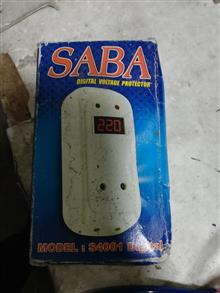 SABA
DIGITAL VOLTAGE PROTECTOR
220
MODEL : S4001